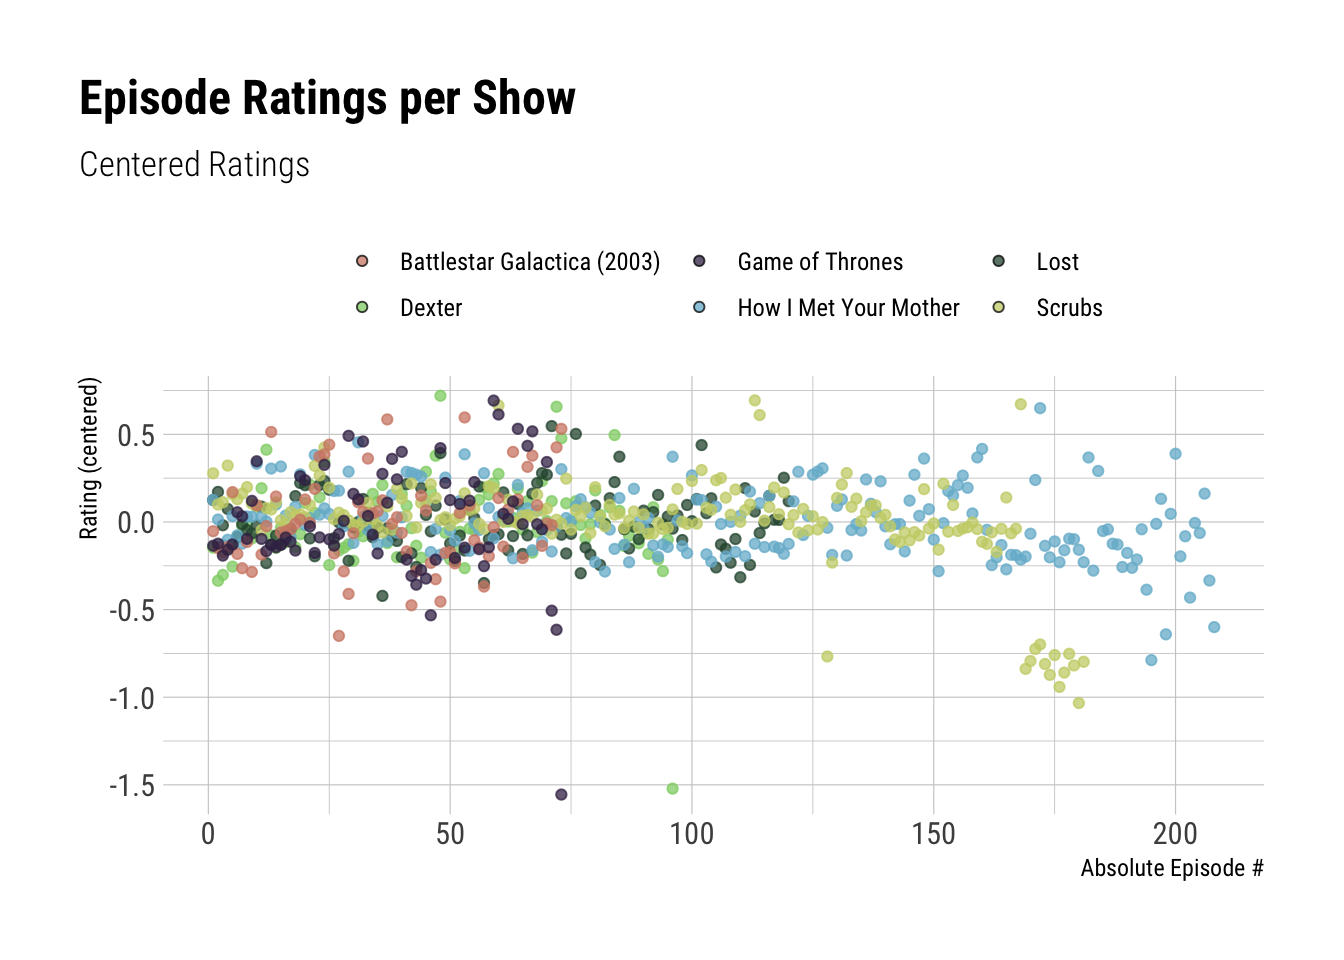 Episode Ratings per Show
Centered Ratings
Battlestar Galactica (2003) Game of Thrones Lost
Dexter How I Met Your Mother Scrubs
Rating (centered)
0.5
0.0
-0.5
-1.0
-1.5
0 50 100 150 200
Absolute Episode #